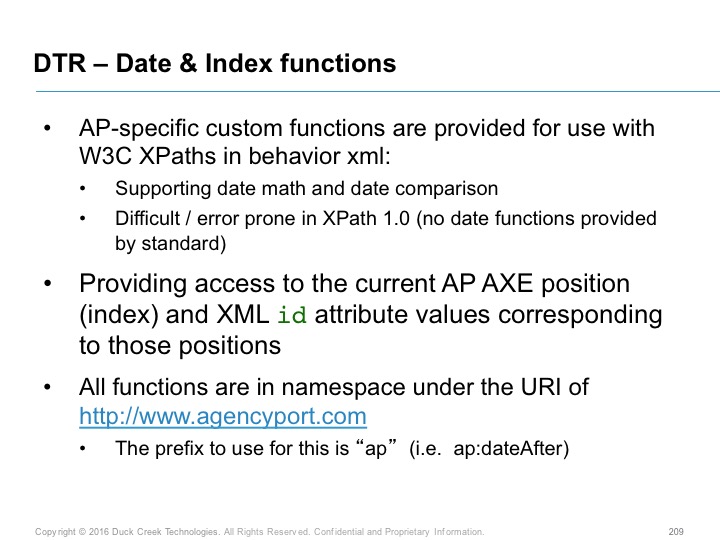 DTR – Date & Index functions
• AP-specific custom functions are provided for use with
W3C XPaths in behavior xml:
• Supporting date math and date comparison
• Difficult / error prone in XPath 1.0 (no date functions provided
by standard)
• Providing access to the current AP AXE position
(index) and XML id attribute values corresponding
to those positions
• All functions are in namespace under the URI of
http://www.agencyport.com
• The prefix to use for this is “ap” (i.e. ap:dateAfter)
Copyright © 2016 Duck Creek Technologies. All Rights Reserved. Confidential and Proprietary Information. 209